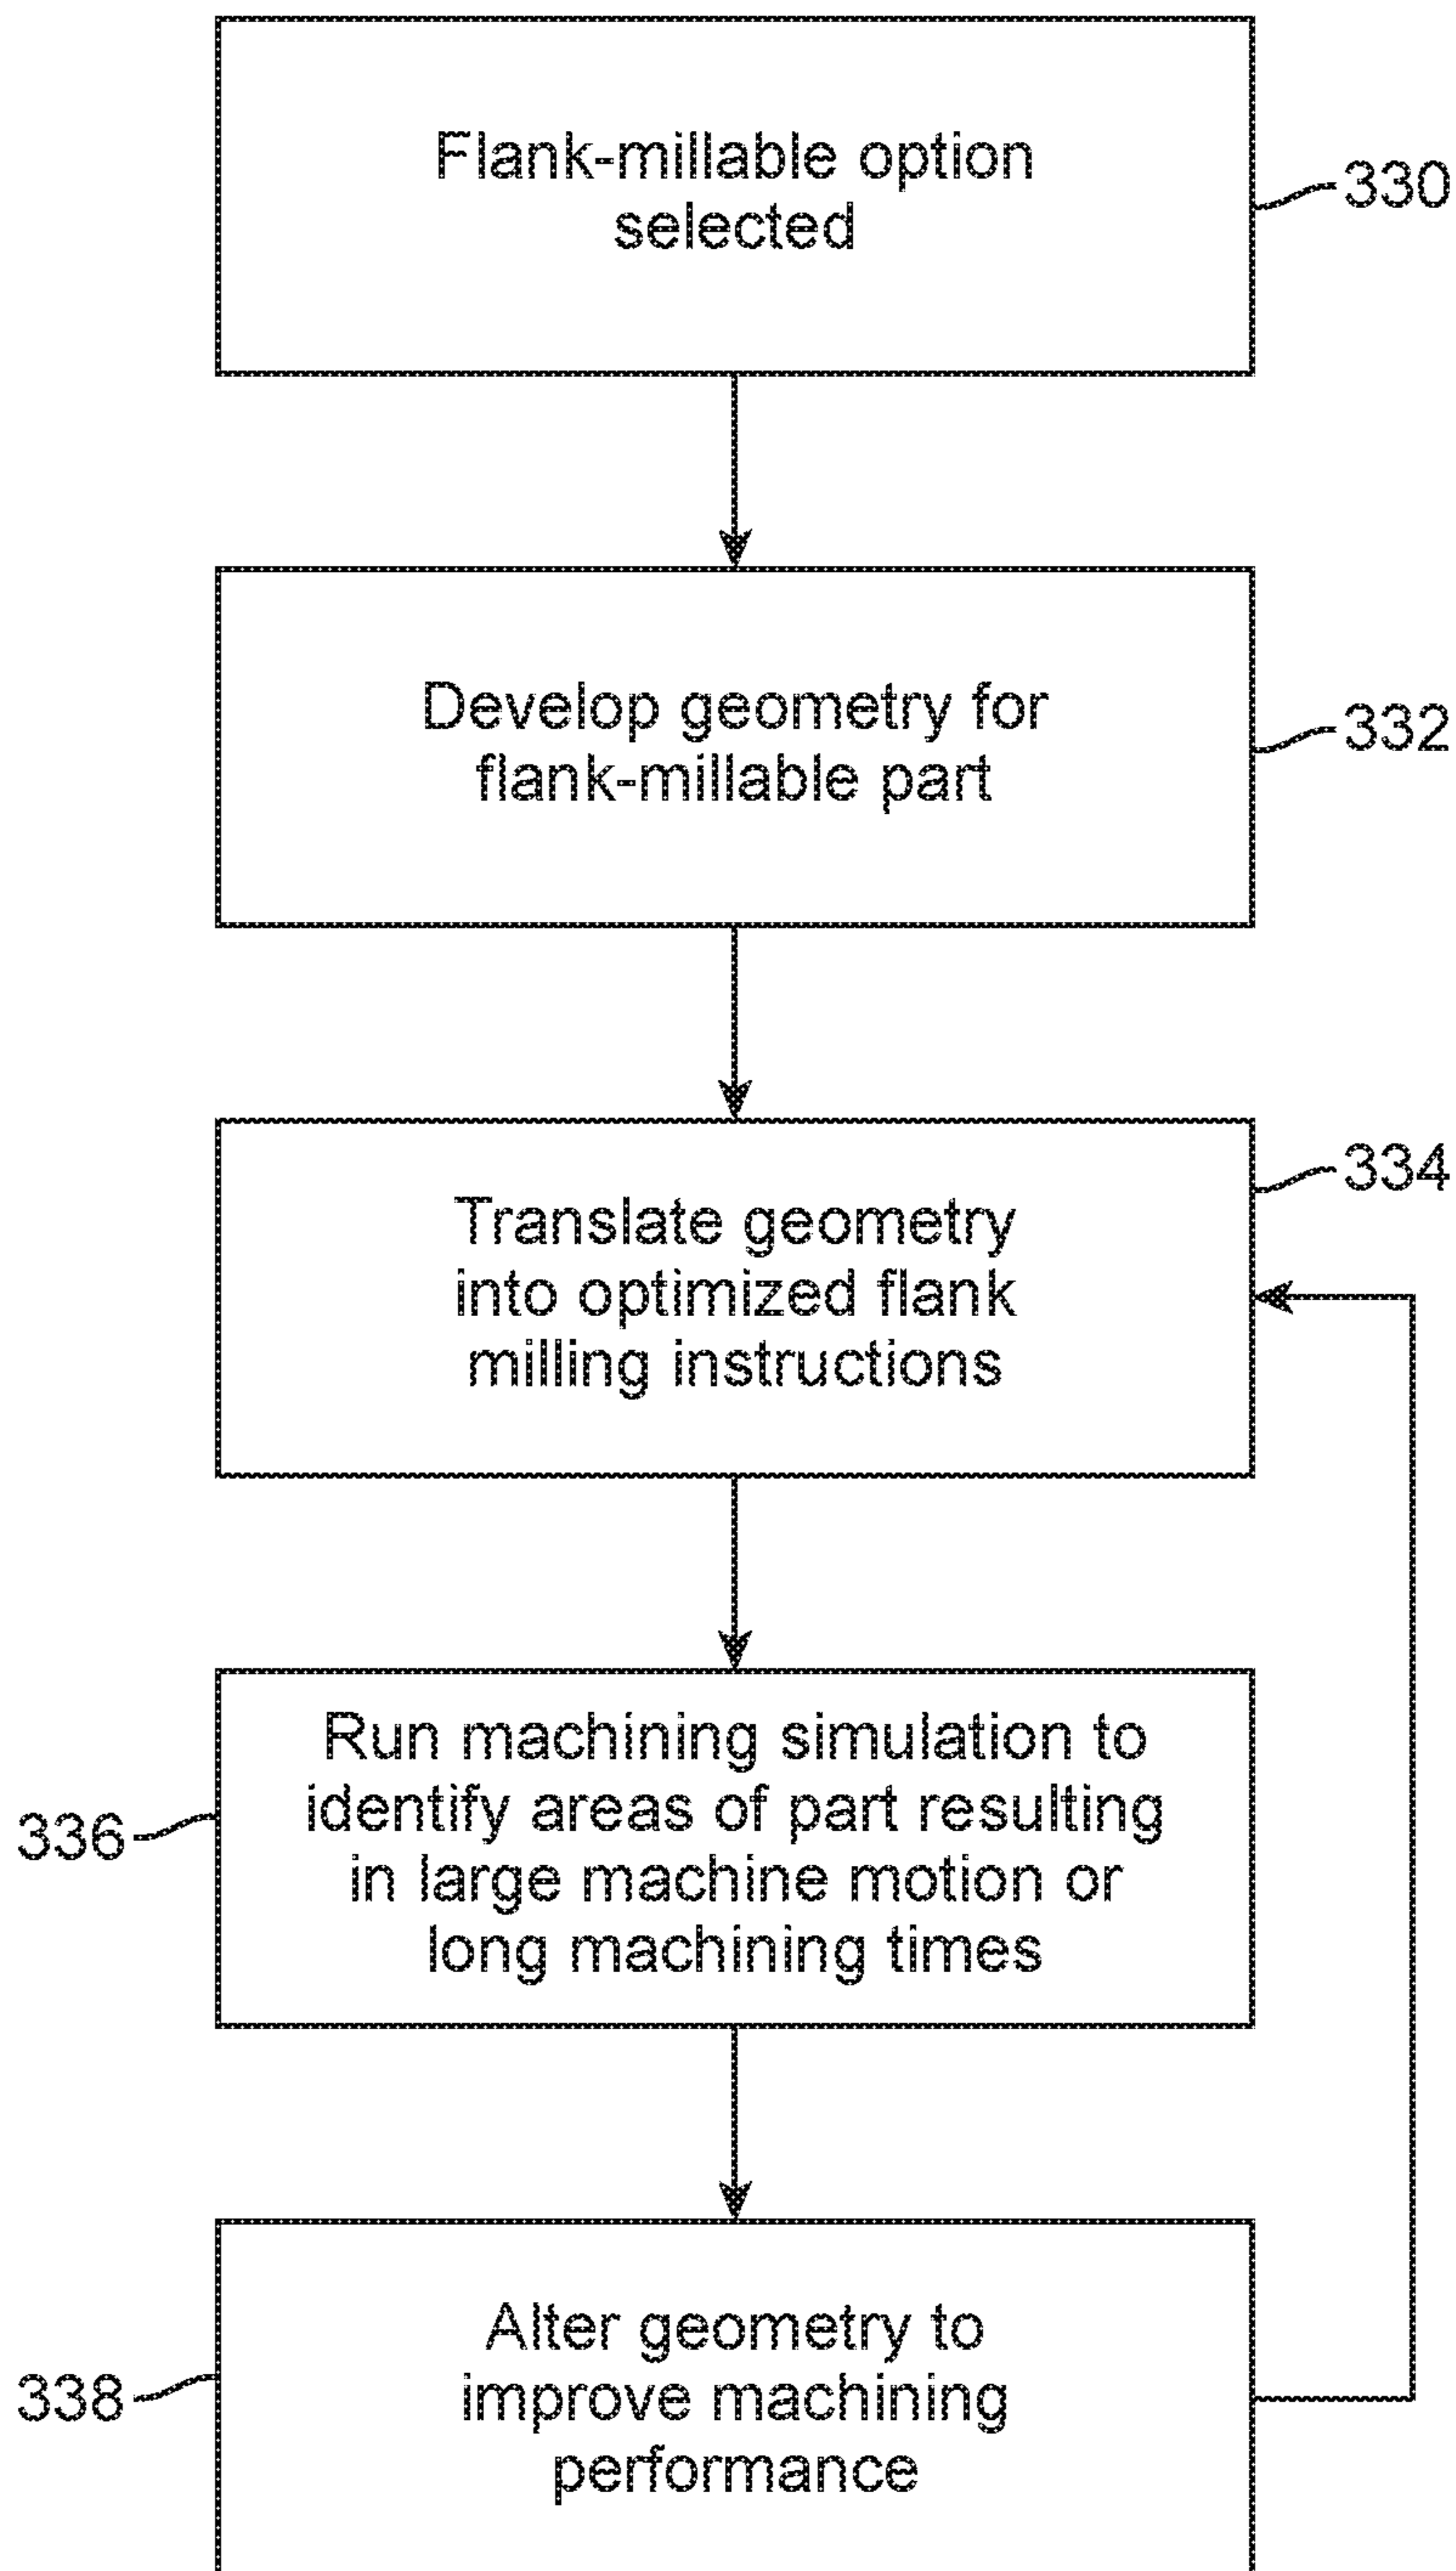 Flank-millable option
selected
330
Develop geometry for
flank-millable part
332
334
Translate geometry
into optimized flank
milling instructions
Run machining simulation to
identify areas of part resulting
in large machine motion or
long machining times
336
Alter geometry to
improve machining
performance
338